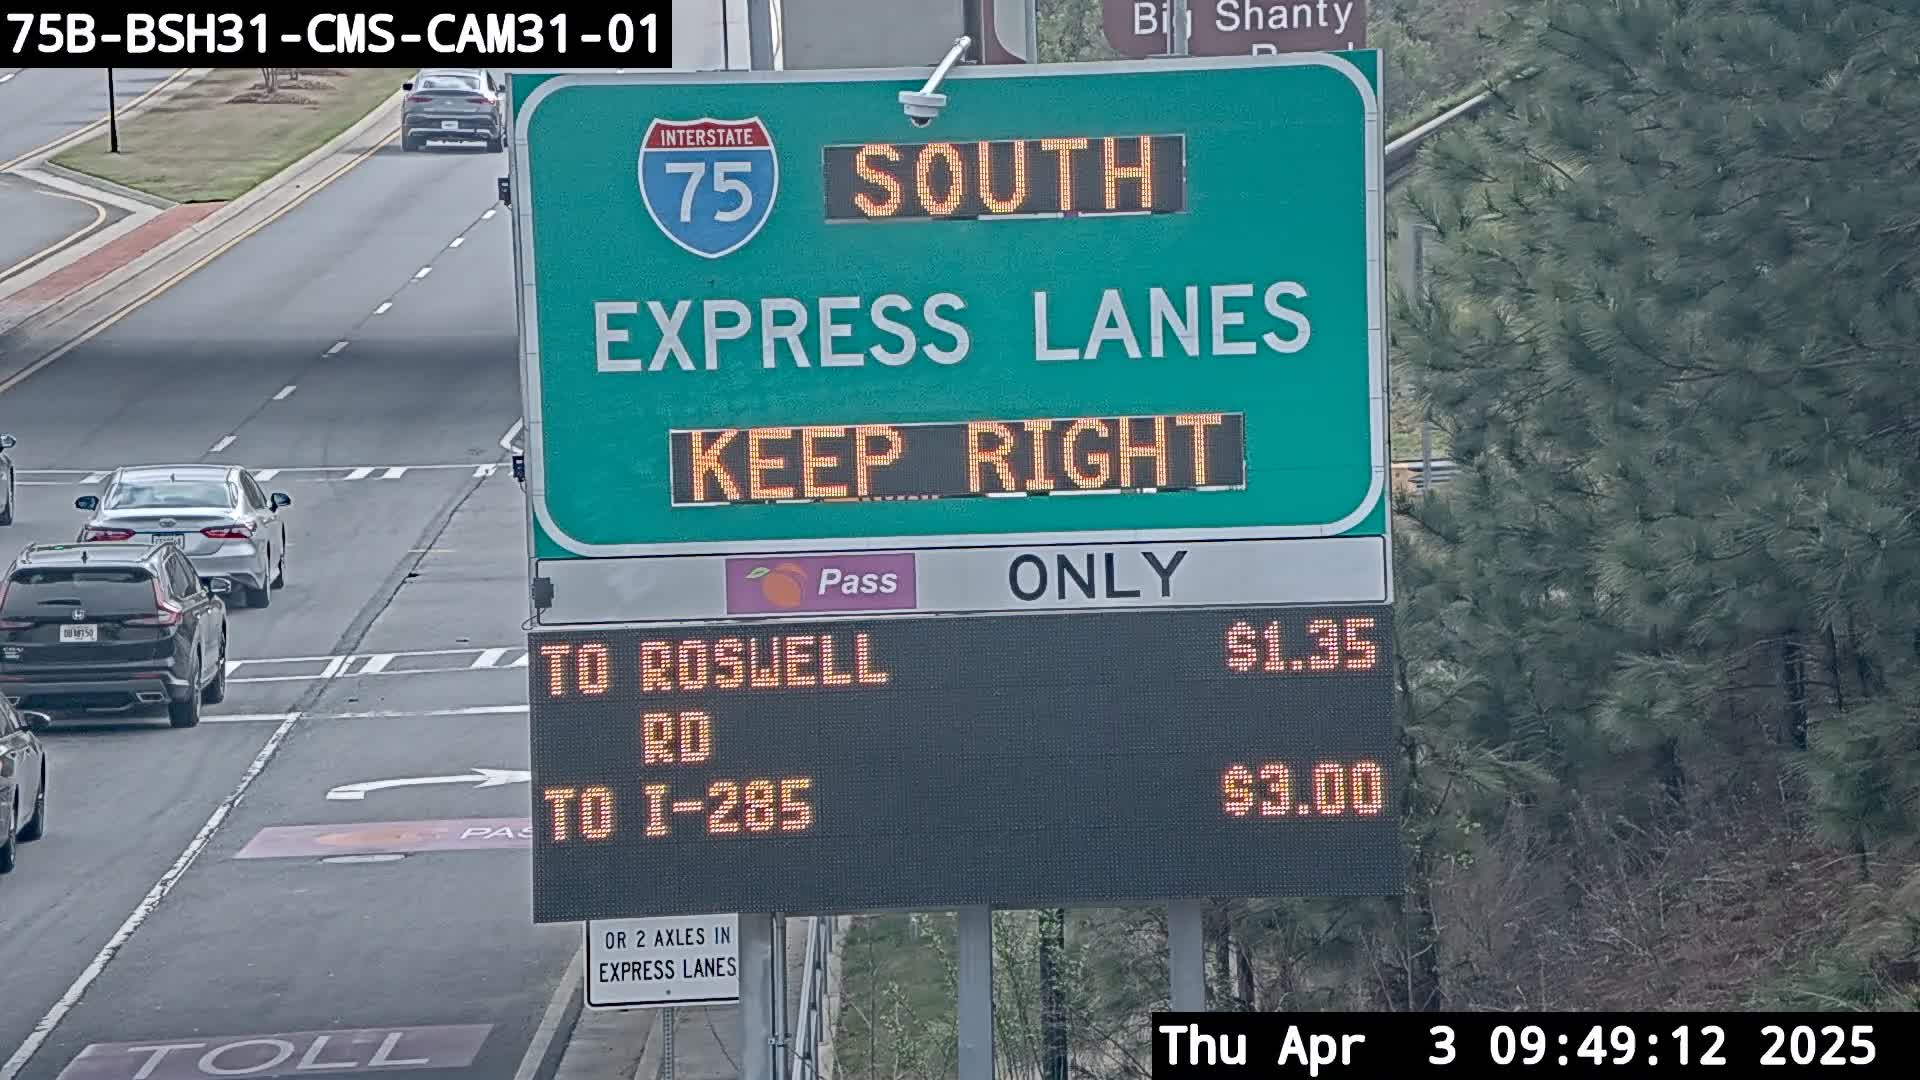 75B-BSH31-CMS-CAM31-01
Big Shanty
INTERSTATE
75
SOUTH
EXPRESS LANES
KEEP RIGHT
Pass ONLY
TO ROSWELL $1.35
RD
TO I-285 $3.00
OR 2 AXLES IN
EXPRESS LANES
TOLL
Thu Apr 3 09:49:12 2025